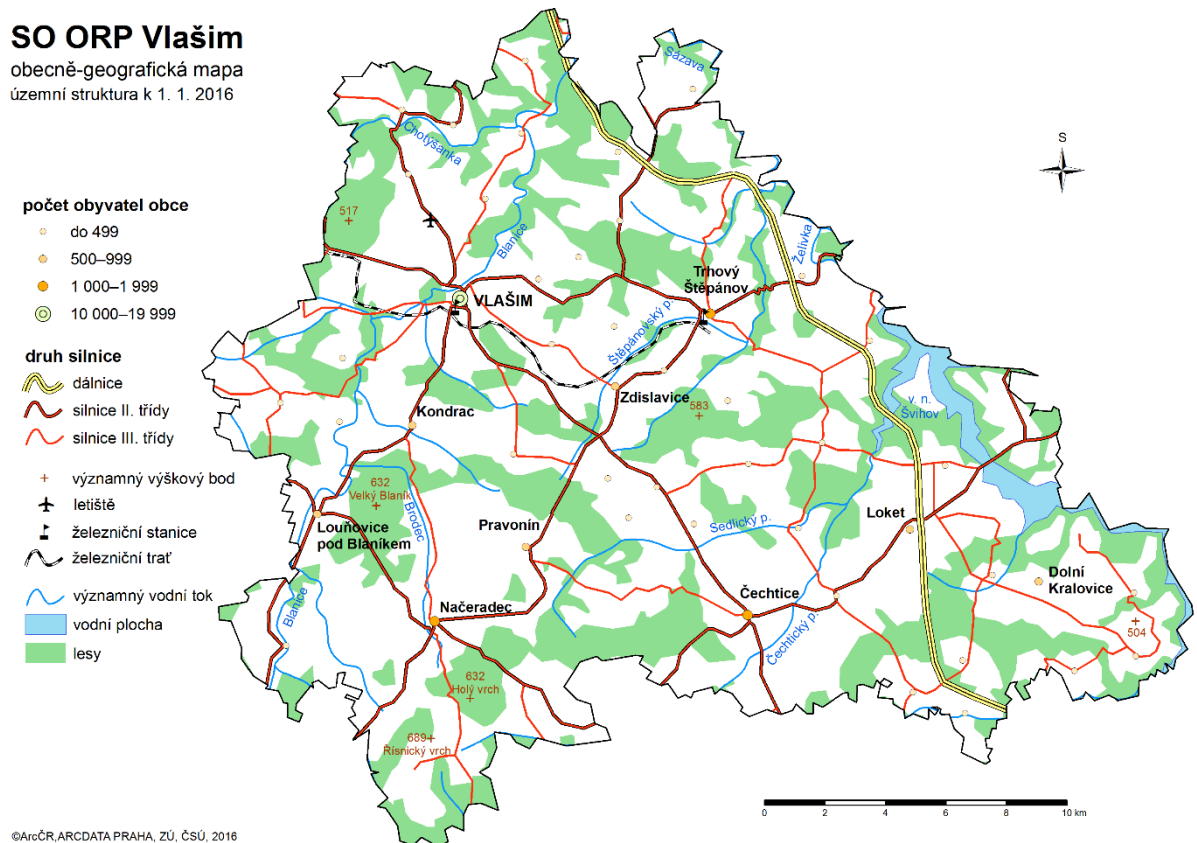 SO ORP Vlašim
obecně-geografická mapa
územní struktura k 1. 1. 2016
počet obyvatel obce
do 499
500–999
1 000–1 999
10 000–19 999
druh silnice
dálnice
silnice II. třídy
silnice III. třídy
významný výškový bod
letiště
železniční stanice
železniční trať
významný vodní tok
vodní plocha
lesy
S
Sázava
Chotýšanka
517
Blanice
Želivka
Trhový
Štěpánov
VLAŠIM
Štěpánovský p.
Zdislavice
583
v. n.
Švihov
Kondrac
632
Velký Blaník
Brodec
Louňovice
pod Blaníkem
Pravonín
Sedlický p.
Loket
Dolní
Kralovice
504
Blanice
Načeradec
Čechtice
Čechtický p.
632
Holý vrch
689
Řísnický vrch
0 2 4 6 8 10 km
©ArcČR,ARCDATA PRAHA, ZÚ, ČSÚ, 2016